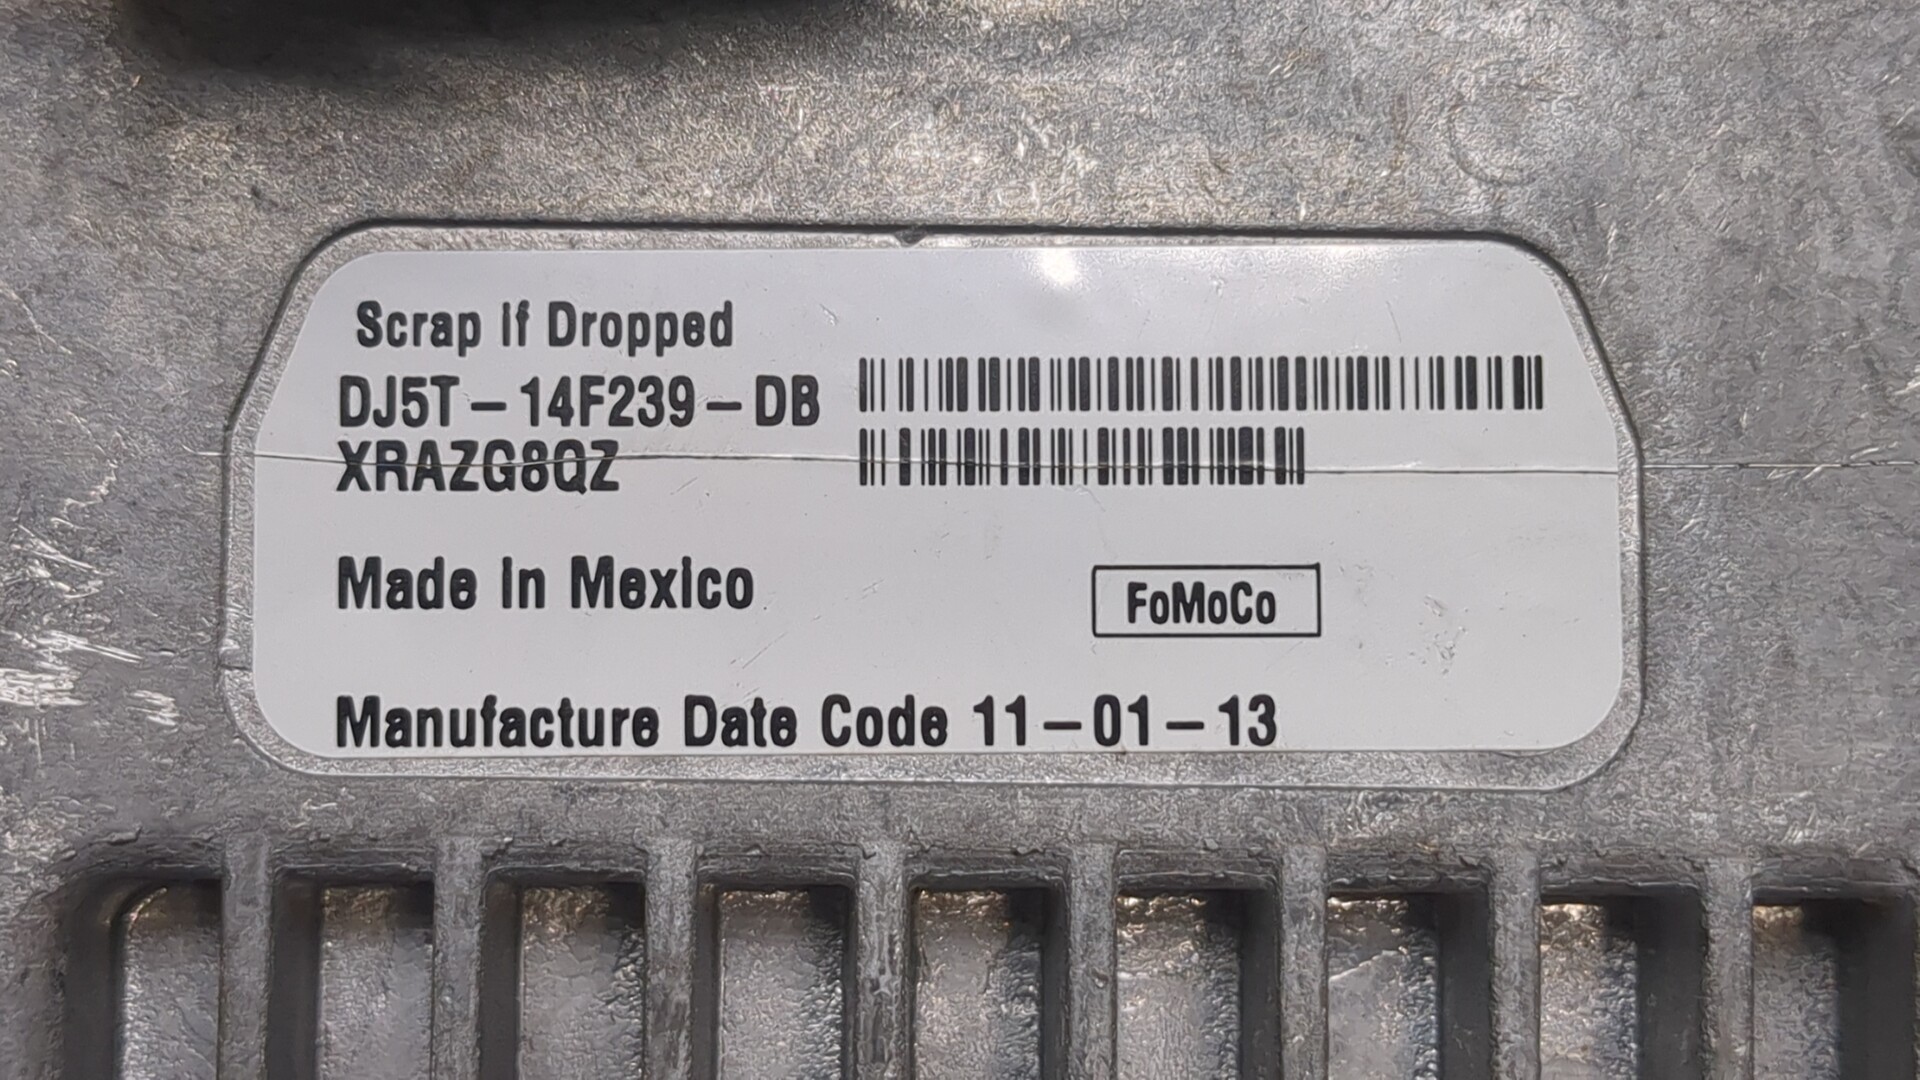 Scrap if Dropped
DJ5T-14F239-DB
XRAZG8QZ
Made in Mexico
FoMoCo
Manufacture Date Code 11-01-13